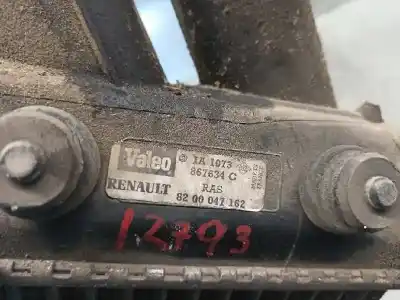 Valeo
1A 1073
867634 G
RENAULT RAS
82 00 047 162
12793